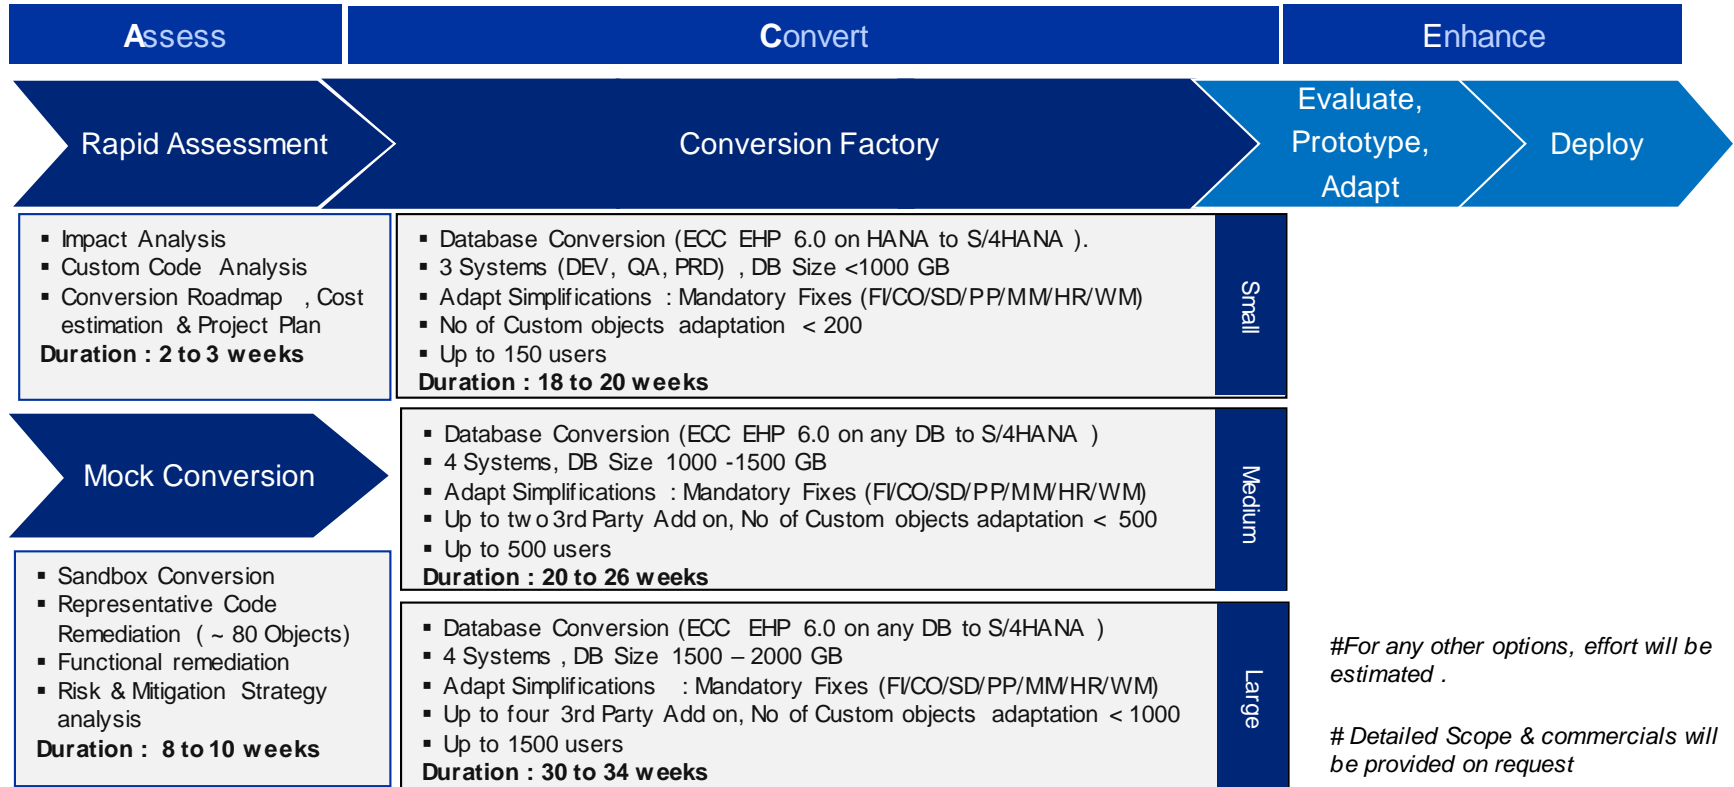 Assess
Convert
Enhance
Rapid Assessment
Conversion Factory
Evaluate,
Prototype,
Adapt
Deploy
▪ Impact Analysis
▪ Custom Code Analysis
▪ Conversion Roadmap , Cost
estimation & Project Plan
Duration : 2 to 3 weeks
▪ Database Conversion (ECC EHP 6.0 on HANA to S/4HANA ).
▪ 3 Systems (DEV, QA, PRD) , DB Size <1000 GB
▪ Adapt Simplifications : Mandatory Fixes (FI/CO/SD/PP/MM/HR/WM)
▪ No of Custom objects adaptation < 200
▪ Up to 150 users
Duration : 18 to 20 weeks
Small
Mock Conversion
▪ Sandbox Conversion
▪ Representative Code
Remediation ( ~ 80 Objects)
▪ Functional remediation
▪ Risk & Mitigation Strategy
analysis
Duration : 8 to 10 weeks
▪ Database Conversion (ECC EHP 6.0 on any DB to S/4HANA )
▪ 4 Systems, DB Size 1000 -1500 GB
▪ Adapt Simplifications : Mandatory Fixes (FI/CO/SD/PP/MM/HR/WM)
▪ Up to two 3rd Party Add on, No of Custom objects adaptation < 500
▪ Up to 500 users
Duration : 20 to 26 weeks
Medium
▪ Database Conversion (ECC EHP 6.0 on any DB to S/4HANA )
▪ 4 Systems , DB Size 1500 – 2000 GB
▪ Adapt Simplifications : Mandatory Fixes (FI/CO/SD/PP/MM/HR/WM)
▪ Up to four 3rd Party Add on, No of Custom objects adaptation < 1000
▪ Up to 1500 users
Duration : 30 to 34 weeks
Large
#For any other options, effort will be
estimated .
# Detailed Scope & commercials will
be provided on request